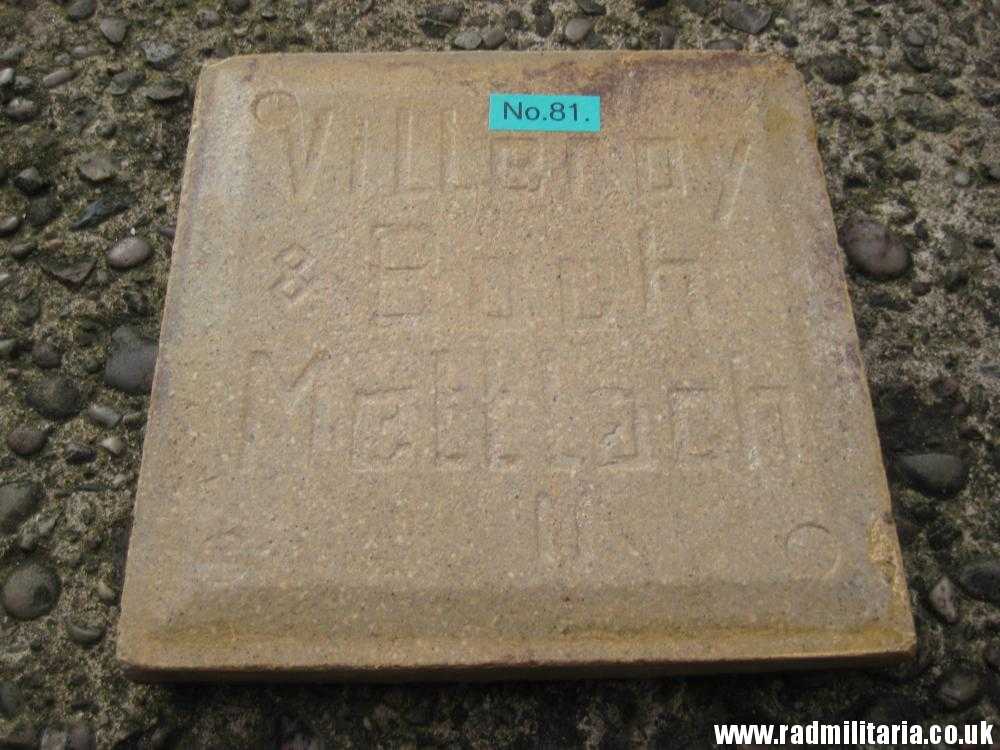 No.81.
Villeroy
& Boch
Mettlach
www.radmilitaria.co.uk